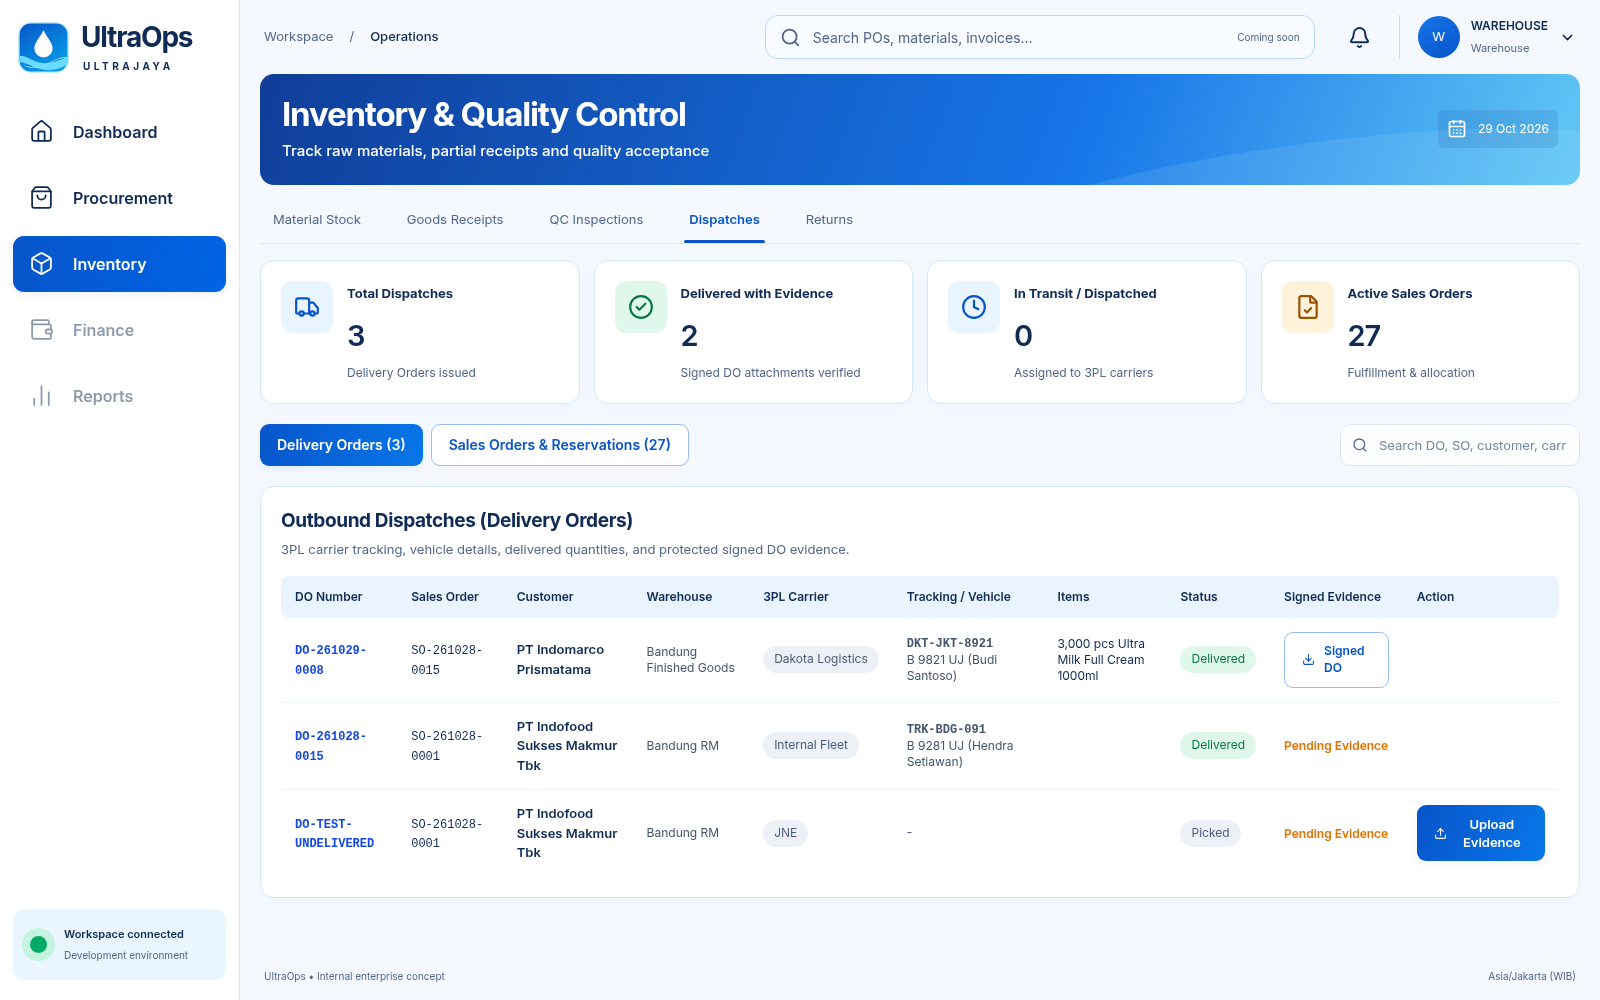 UltraOps
ULTRAJAYA
Dashboard
Procurement
Inventory
Finance
Reports
Workspace connected
Development environment
Workspace / Operations
Search POs, materials, invoices...
Coming soon
W
WAREHOUSE
Warehouse
Inventory & Quality Control
Track raw materials, partial receipts and quality acceptance
29 Oct 2026
Material Stock
Goods Receipts
QC Inspections
Dispatches
Returns
Total Dispatches
3
Delivery Orders issued
Delivered with Evidence
2
Signed DO attachments verified
In Transit / Dispatched
0
Assigned to 3PL carriers
Active Sales Orders
27
Fulfillment & allocation
Delivery Orders (3)
Sales Orders & Reservations (27)
Search DO, SO, customer, carr
Outbound Dispatches (Delivery Orders)
3PL carrier tracking, vehicle details, delivered quantities, and protected signed DO evidence.
DO Number
Sales Order
Customer
Warehouse
3PL Carrier
Tracking / Vehicle
Items
Status
Signed Evidence
Action
DO-261029-
0008
SO-261028-
0015
PT Indomarco
Prismatama
Bandung
Finished Goods
Dakota Logistics
DKT-JKT-8921
B 9821 UJ (Budi
Santoso)
3,000 pcs Ultra
Milk Full Cream
1000ml
Delivered
Signed
DO
DO-261028-
0015
SO-261028-
0001
PT Indofood
Sukses Makmur
Tbk
Bandung RM
Internal Fleet
TRK-BDG-091
B 9281 UJ (Hendra
Setiawan)
Delivered
Pending Evidence
DO-TEST-
UNDELIVERED
SO-261028-
0001
PT Indofood
Sukses Makmur
Tbk
Bandung RM
JNE
-
Picked
Pending Evidence
Upload
Evidence
UltraOps • Internal enterprise concept
Asia/Jakarta (WIB)